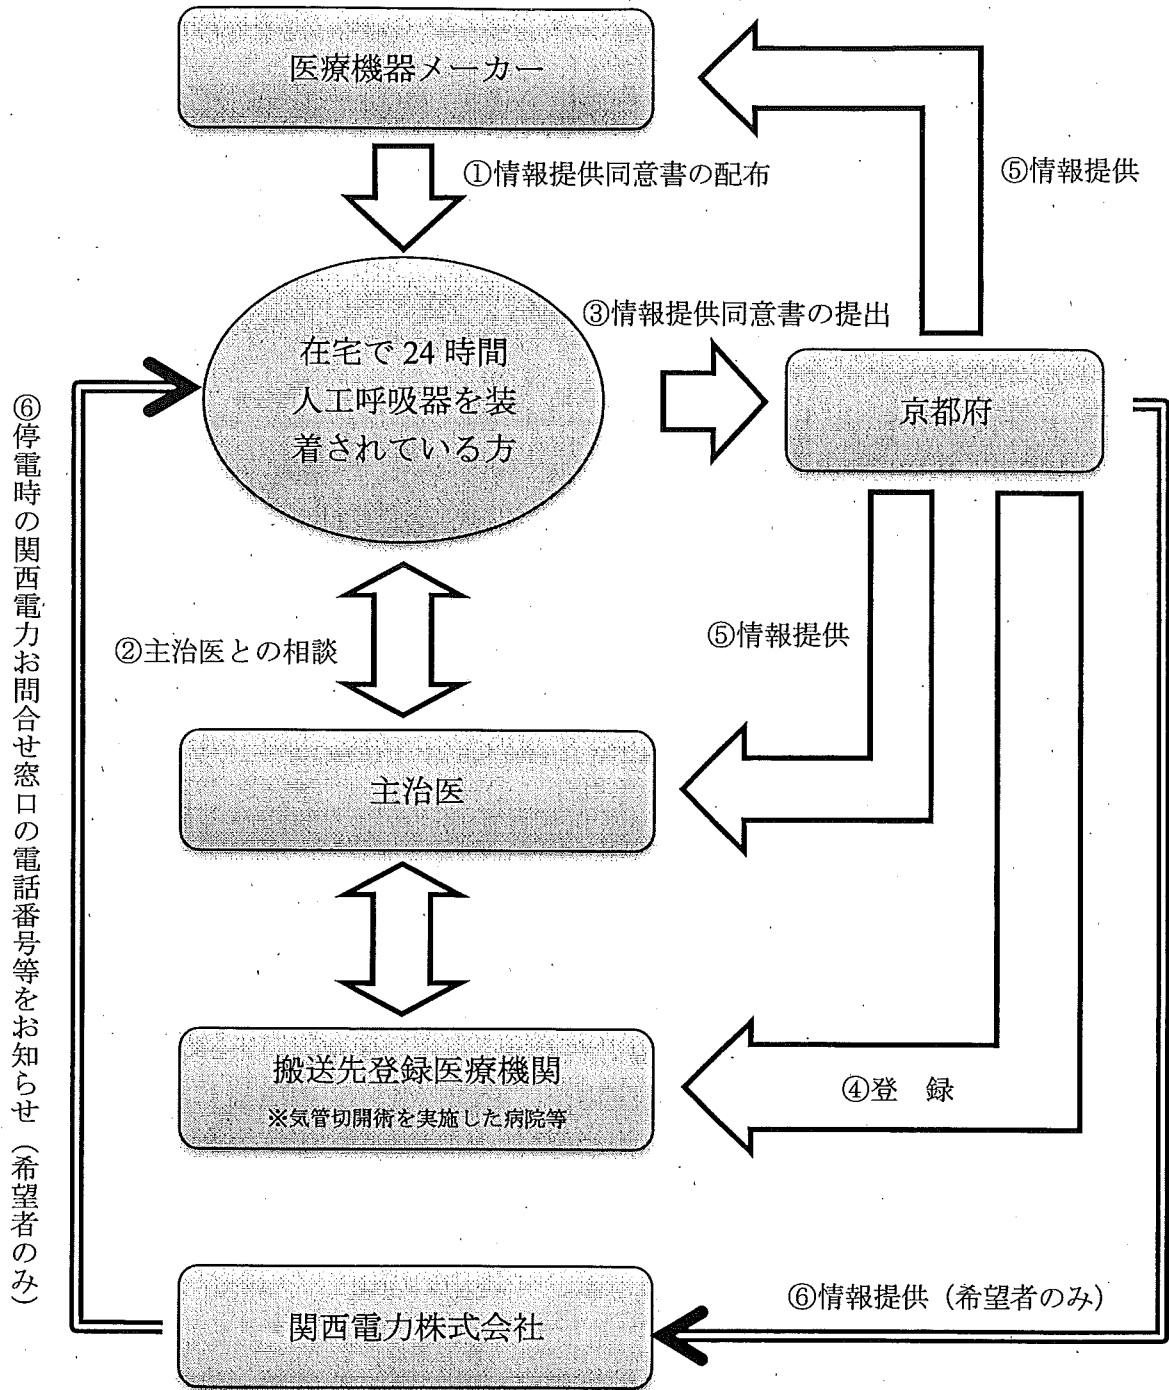 医療機器メーカー
①情報提供同意書の配布
⑤情報提供
③情報提供同意書の提出
在宅で 24 時間
人工呼吸器を装
着されている方
京都府
⑥停電時の関西電力お問合せ窓口の電話番号等をお知らせ（希望者のみ）
②主治医との相談
⑤情報提供
主治医
搬送先登録医療機関
※気管切開術を実施した病院等
④登　録
⑥情報提供（希望者のみ）
関西電力株式会社